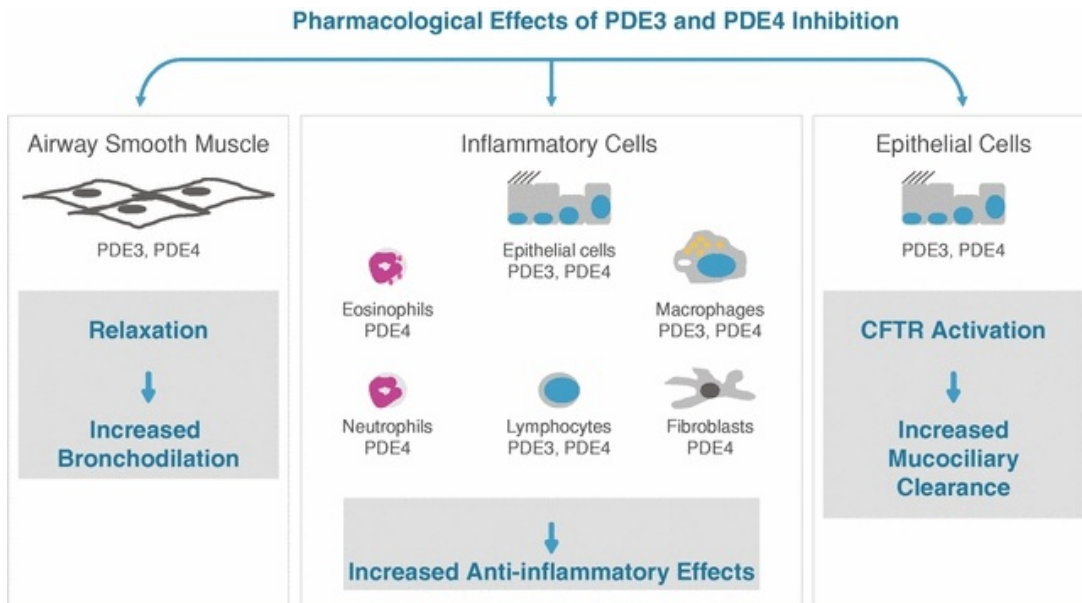 Pharmacological Effects of PDE3 and PDE4 Inhibition
Airway Smooth Muscle
PDE3, PDE4
Relaxation
Increased
Bronchodilation
Inflammatory Cells
Epithelial cells
PDE3, PDE4
Eosinophils
PDE4
Macrophages
PDE3, PDE4
Neutrophils
PDE4
Lymphocytes
PDE3, PDE4
Fibroblasts
PDE4
Increased Anti-inflammatory Effects
Epithelial Cells
PDE3, PDE4
CFTR Activation
Increased
Mucociliary
Clearance